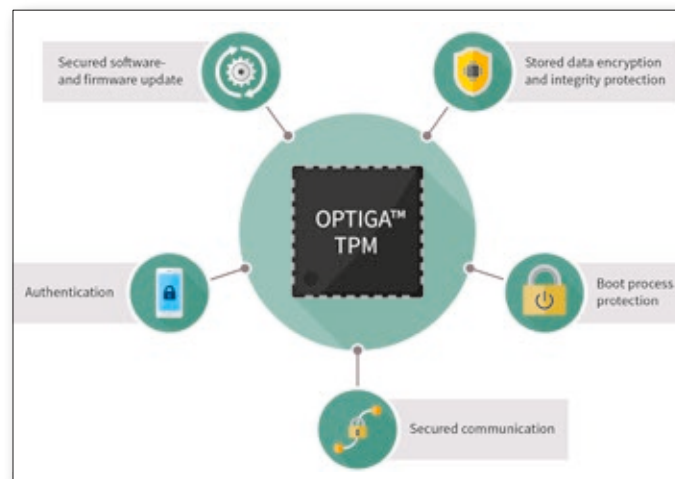 Secured software-
and firmware update
Stored data encryption
and integrity protection
OPTIGA™
TPM
Authentication
Boot process
protection
Secured communication